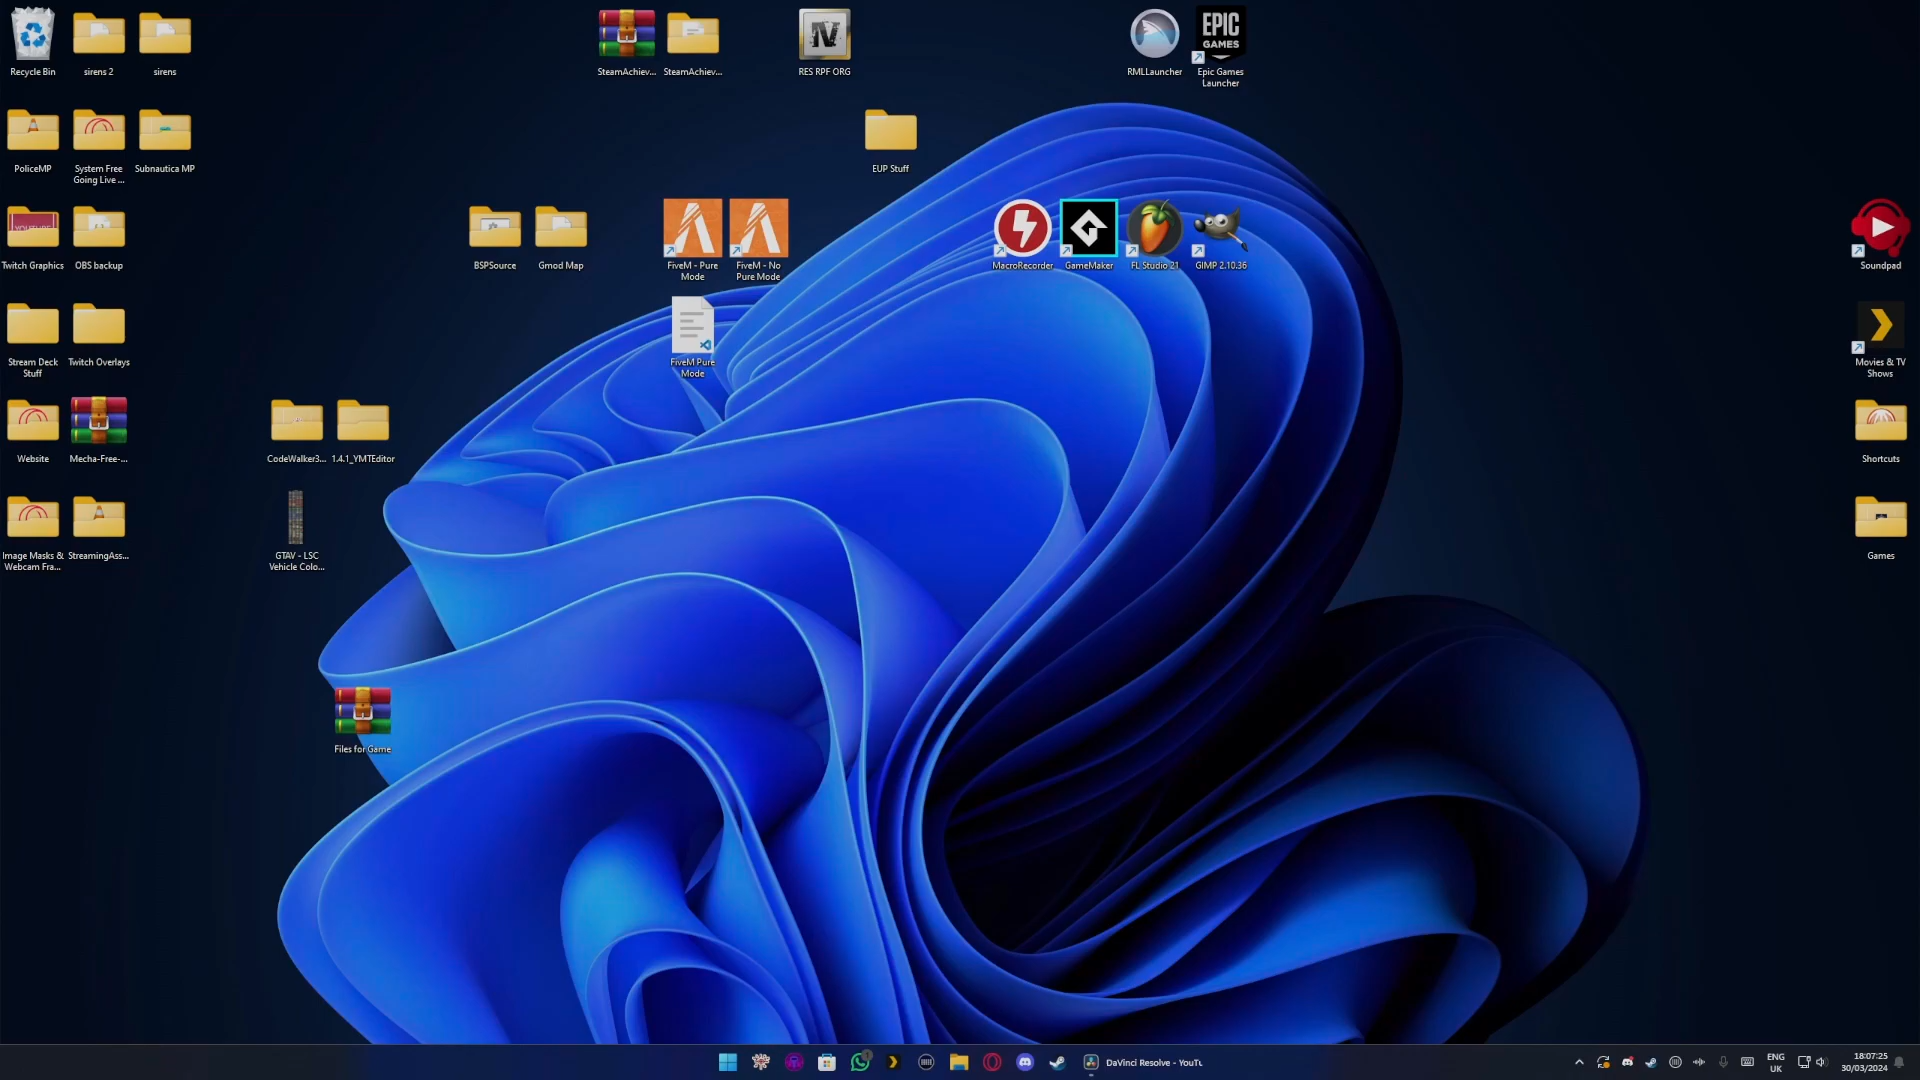 Recycle Bin
sirens 2
sirens
SteamAchiev...
SteamAchiev...
RES RPF ORG
RMLLauncher
EPIC
GAMES
Epic Games
Launcher
PoliceMP
System Free
Going Live ...
Subnautica MP
EUP Stuff
Twitch Graphics
OBS backup
BSPSource
Gmod Map
FiveM - Pure
Mode
FiveM - No
Pure Mode
MacroRecorder
GameMaker
FL Studio 21
GIMP 2.10.36
Soundpad
Stream Deck
Stuff
Twitch Overlays
FiveM Pure
Mode
Movies & TV
Shows
Website
Mecha-Free-...
CodeWalker3...
1.4.1_YMTEditor
Shortcuts
Image Masks &
Webcam Fra...
StreamingAss...
GTAV - LSC
Vehicle Colo...
Games
Files for Game
DaVinci Resolve - YouTu
ENG
UK
18:07:25
30/03/2024